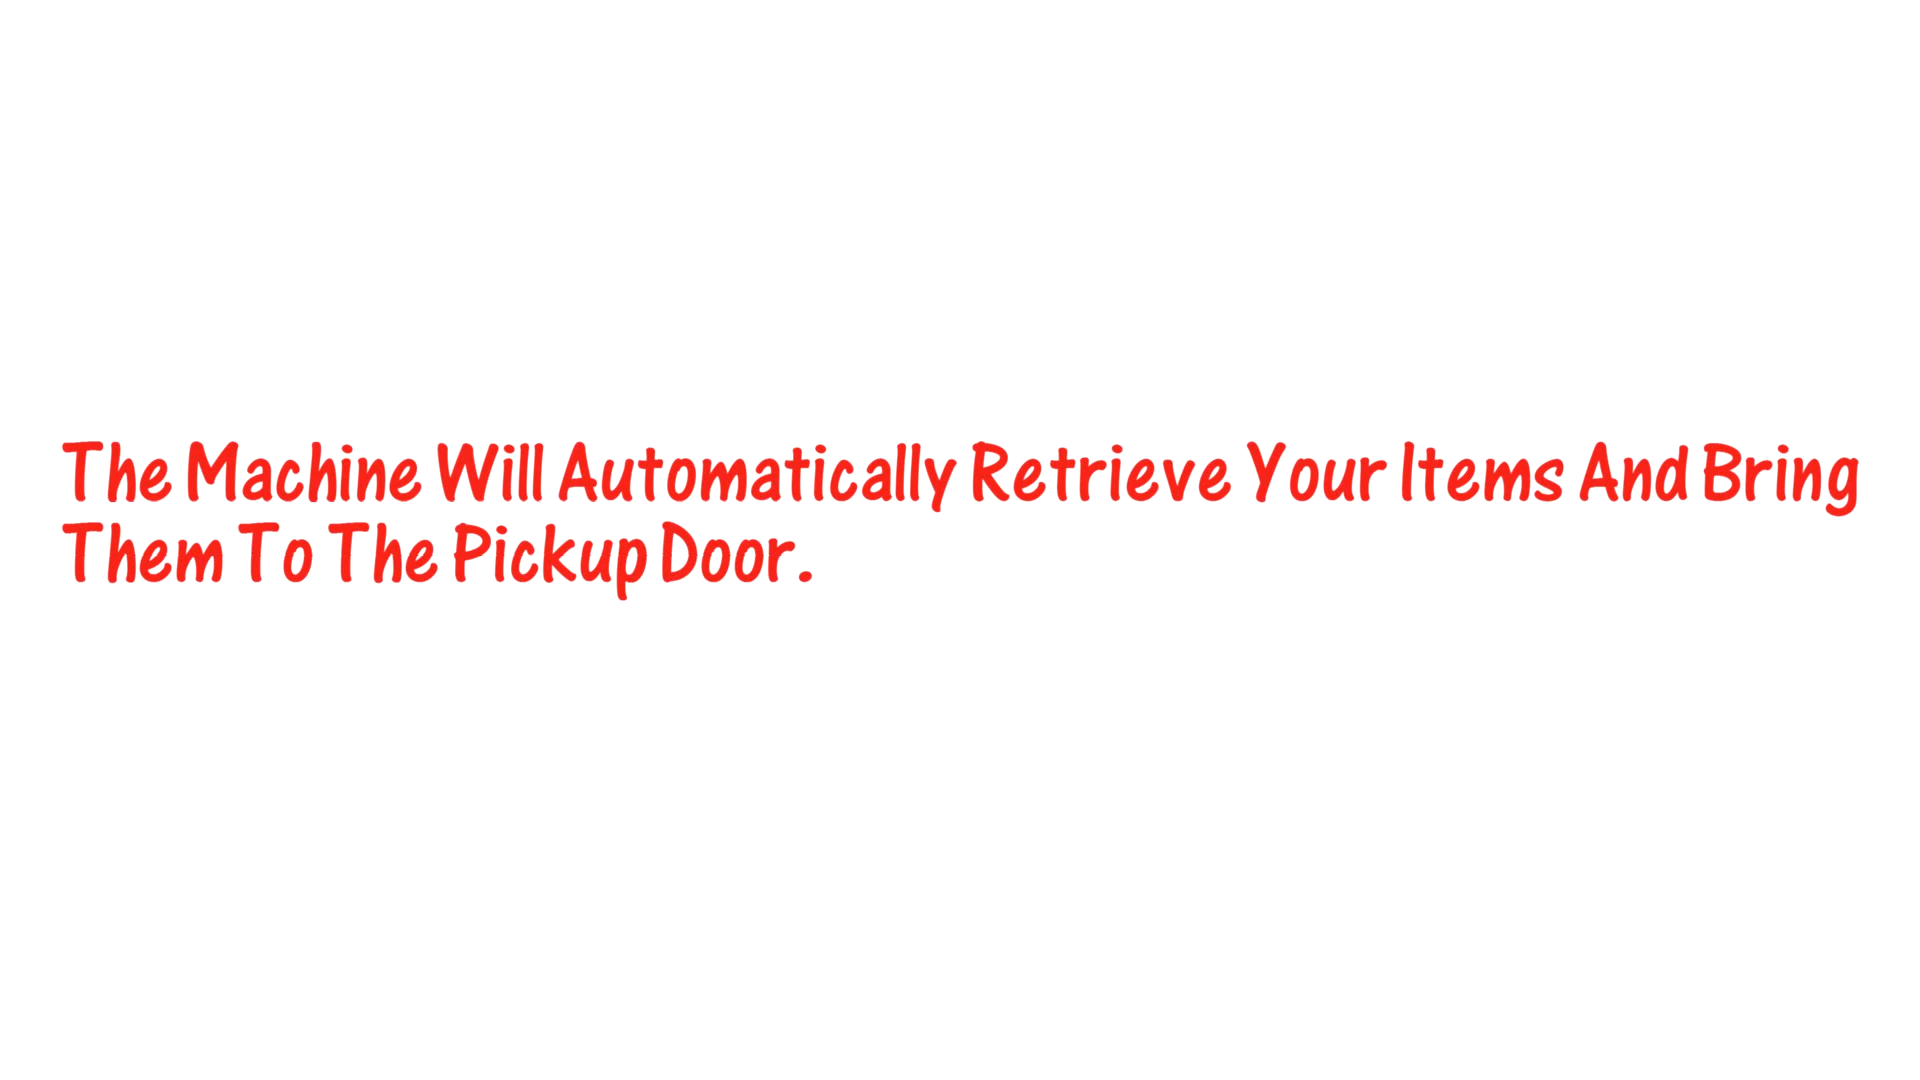 The Machine Will Automatically Retrieve Your Items And Bring
Them To The Pickup Door.